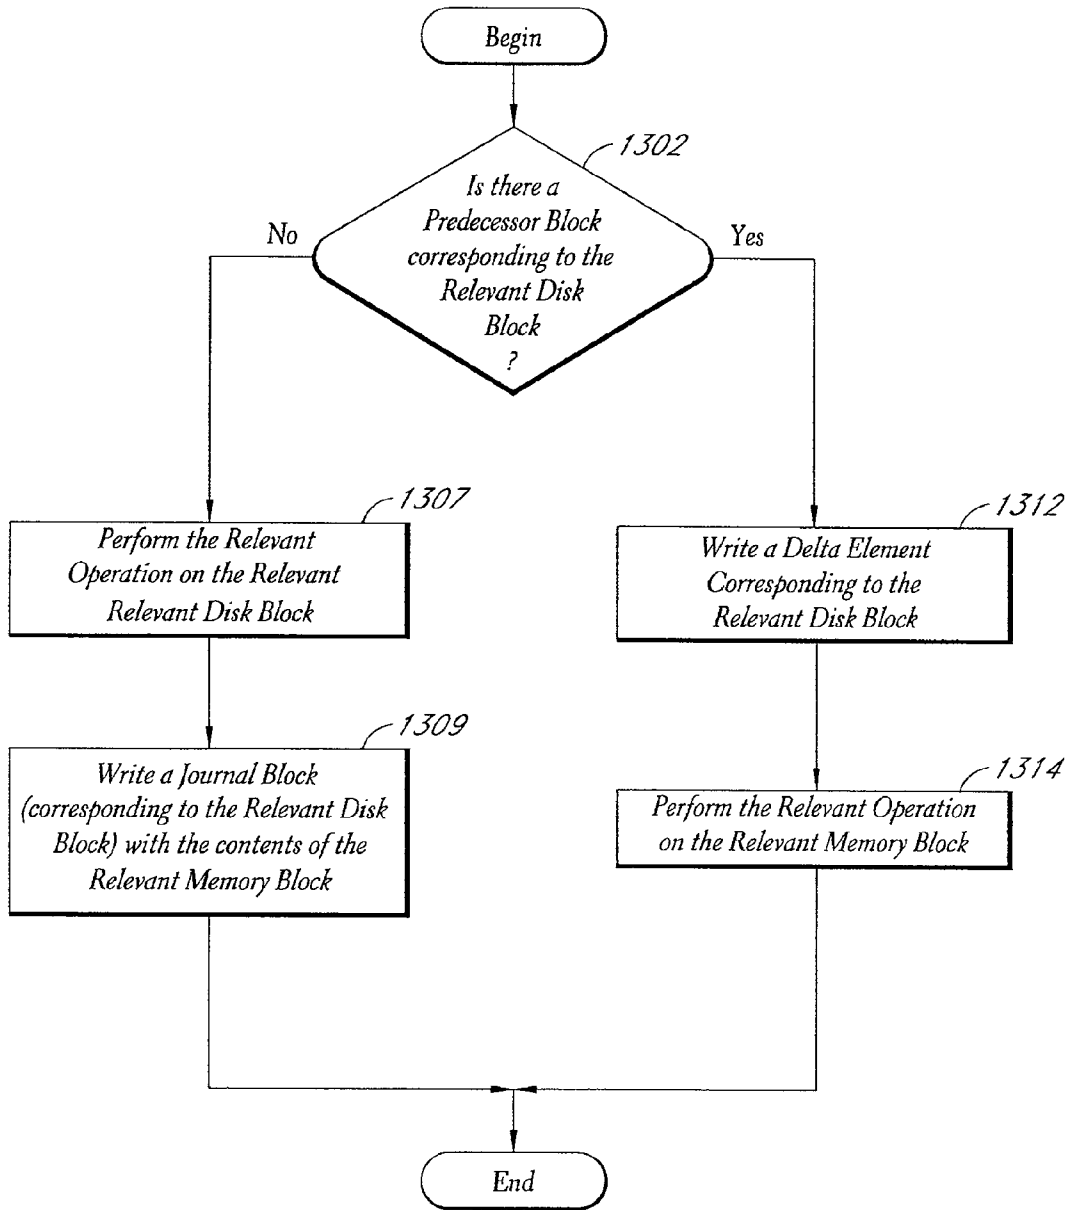 Begin
1302
Is there a
Predecessor Block
corresponding to the
Relevant Disk
Block
?
No
Yes
1307
Perform the Relevant
Operation on the Relevant
Relevant Disk Block
1312
Write a Delta Element
Corresponding to the
Relevant Disk Block
1309
Write a Journal Block
(corresponding to the Relevant Disk
Block) with the contents of the
Relevant Memory Block
1314
Perform the Relevant Operation
on the Relevant Memory Block
End